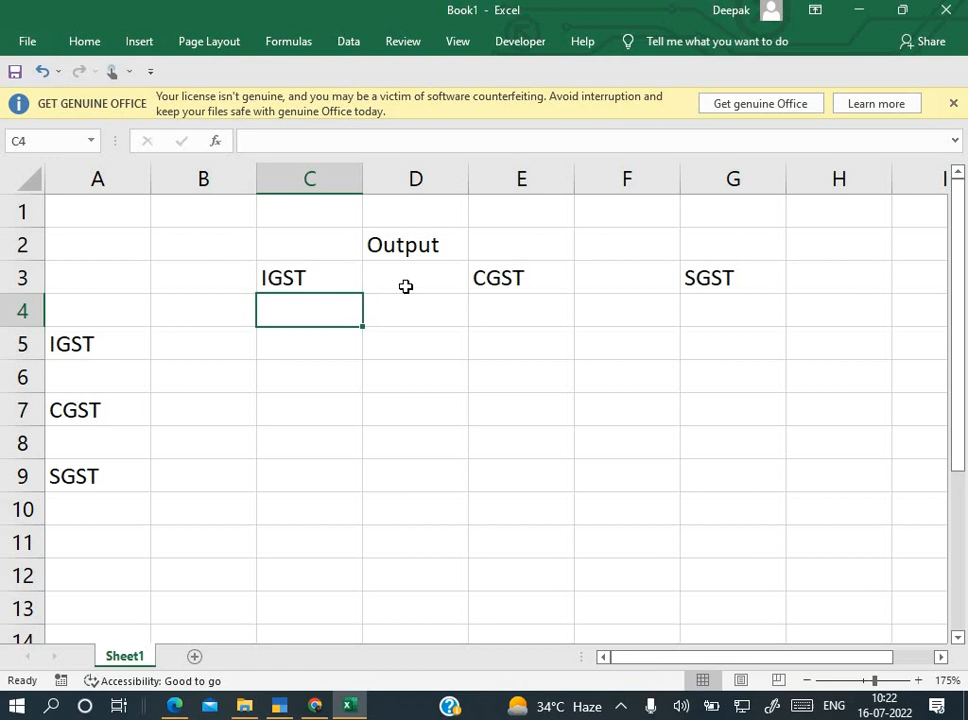 Book1 - Excel
Deepak
File Home Insert Page Layout Formulas Data Review View Developer Help Tell me what you want to do Share
GET GENUINE OFFICE Your license isn't genuine, and you may be a victim of software counterfeiting. Avoid interruption and
keep your files safe with genuine Office today.
Get genuine Office Learn more
C4 fx
A B C D E F G H I
1
2 Output
3 IGST CGST SGST
4
5 IGST
6
7 CGST
8
9 SGST
10
11
12
13
14
Sheet1
Ready Accessibility: Good to go 175%
34°C Haze ENG 10:22
16-07-2022